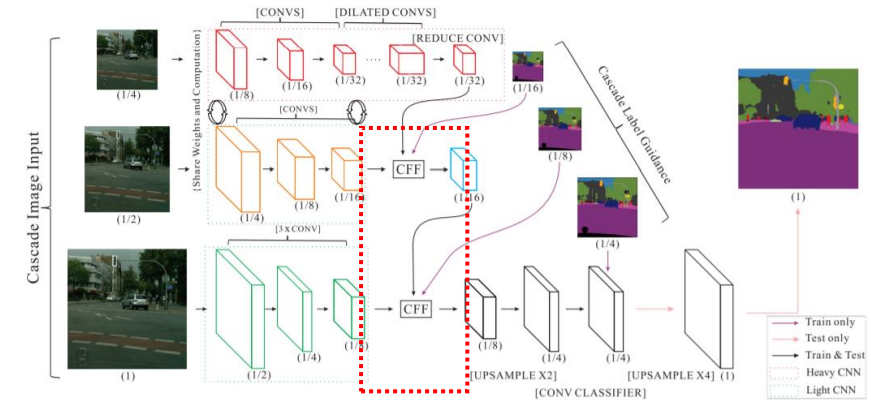 [CONVS]
[DILATED CONVS]
[REDUCE CONV]
(1/4)
(1/8)
(1/16)
(1/32)
(1/32)
(1/32)
(1/16)
Cascade Image Input
{Share Weights and Computation}
Cascade Label Guidance
[CONVS]
(1/2)
(1/4)
(1/8)
(1/16)
CFF
(1/16)
(1/8)
(1)
[3 X CONV]
(1/4)
(1)
(1/2)
(1/4)
(1/8)
CFF
(1/8)
(1/4)
(1/4)
(1)
[UPSAMPLE X2]
[CONV CLASSIFIER]
[UPSAMPLE X4]
Train only
Test only
Train & Test
Heavy CNN
Light CNN